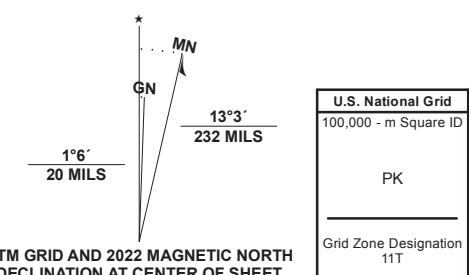 ★
MN
GN
13°3´
232 MILS
1°6´
20 MILS
TM GRID AND 2022 MAGNETIC NORTH
DECLINATION AT CENTER OF SHEET
U.S. National Grid
100,000 - m Square ID
PK
Grid Zone Designation
11T